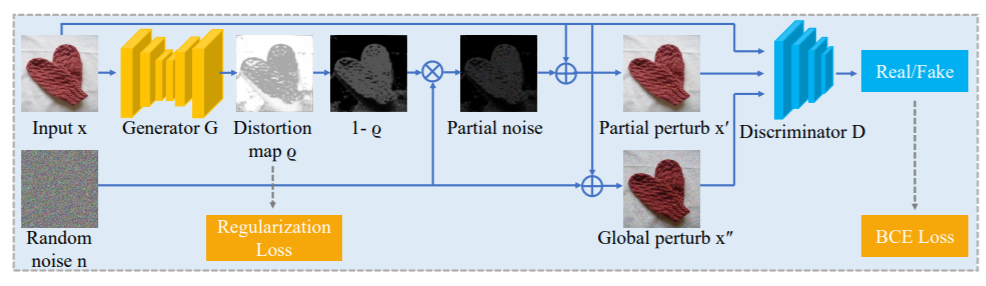 Input x
Generator G
Distortion
map ϱ
1- ϱ
Partial noise
Partial perturb x′
Discriminator D
Real/Fake
Random
noise n
Regularization
Loss
Global perturb x″
BCE Loss